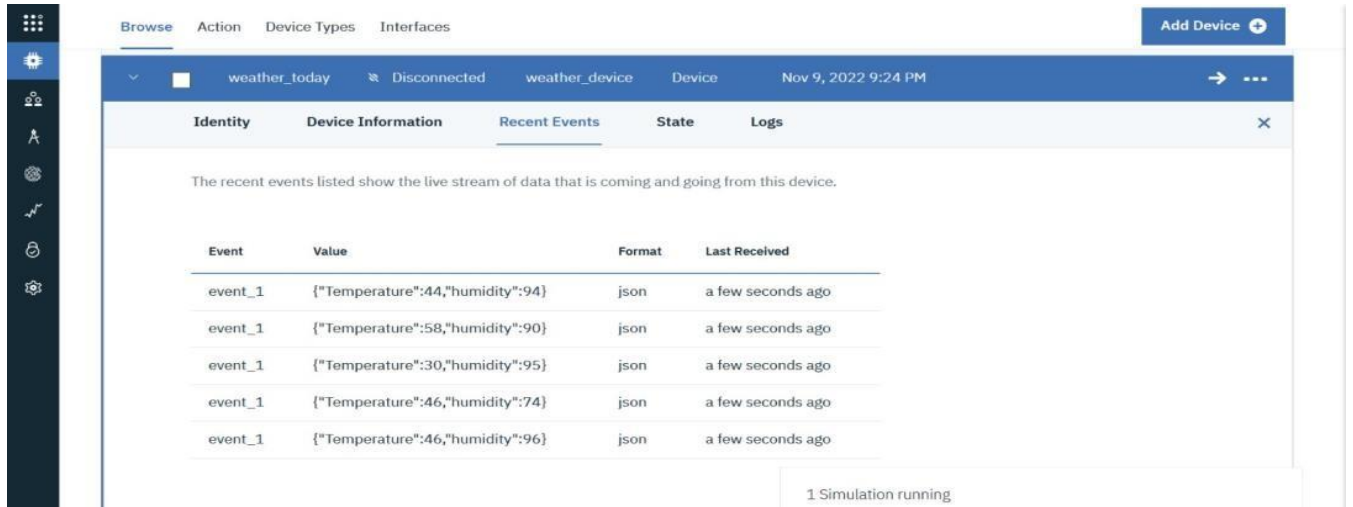 Browse Action Device Types Interfaces Add Device
weather_today Disconnected weather_device Device Nov 9, 2022 9:24 PM
Identity Device Information Recent Events State Logs
The recent events listed show the live stream of data that is coming and going from this device.
Event Value Format Last Received
event_1 {"Temperature":44,"humidity":94} json a few seconds ago
event_1 {"Temperature":58,"humidity":90} json a few seconds ago
event_1 {"Temperature":30,"humidity":95} json a few seconds ago
event_1 {"Temperature":46,"humidity":74} json a few seconds ago
event_1 {"Temperature":46,"humidity":96} json a few seconds ago
1 Simulation running